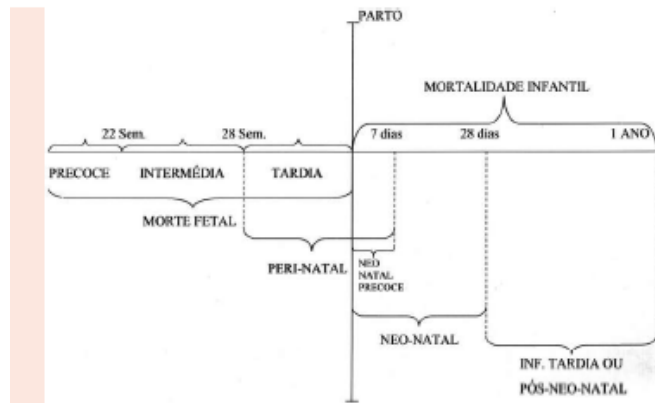 PARTO
MORTALIDADE INFANTIL
22 Sem.
28 Sem.
7 dias
28 dias
1 ANO
PRECOCE
INTERMÉDIA
TARDIA
MORTE FETAL
PERI-NATAL
NEO
NATAL
PRECOCE
NEO-NATAL
INF. TARDIA OU
PÓS-NEO-NATAL